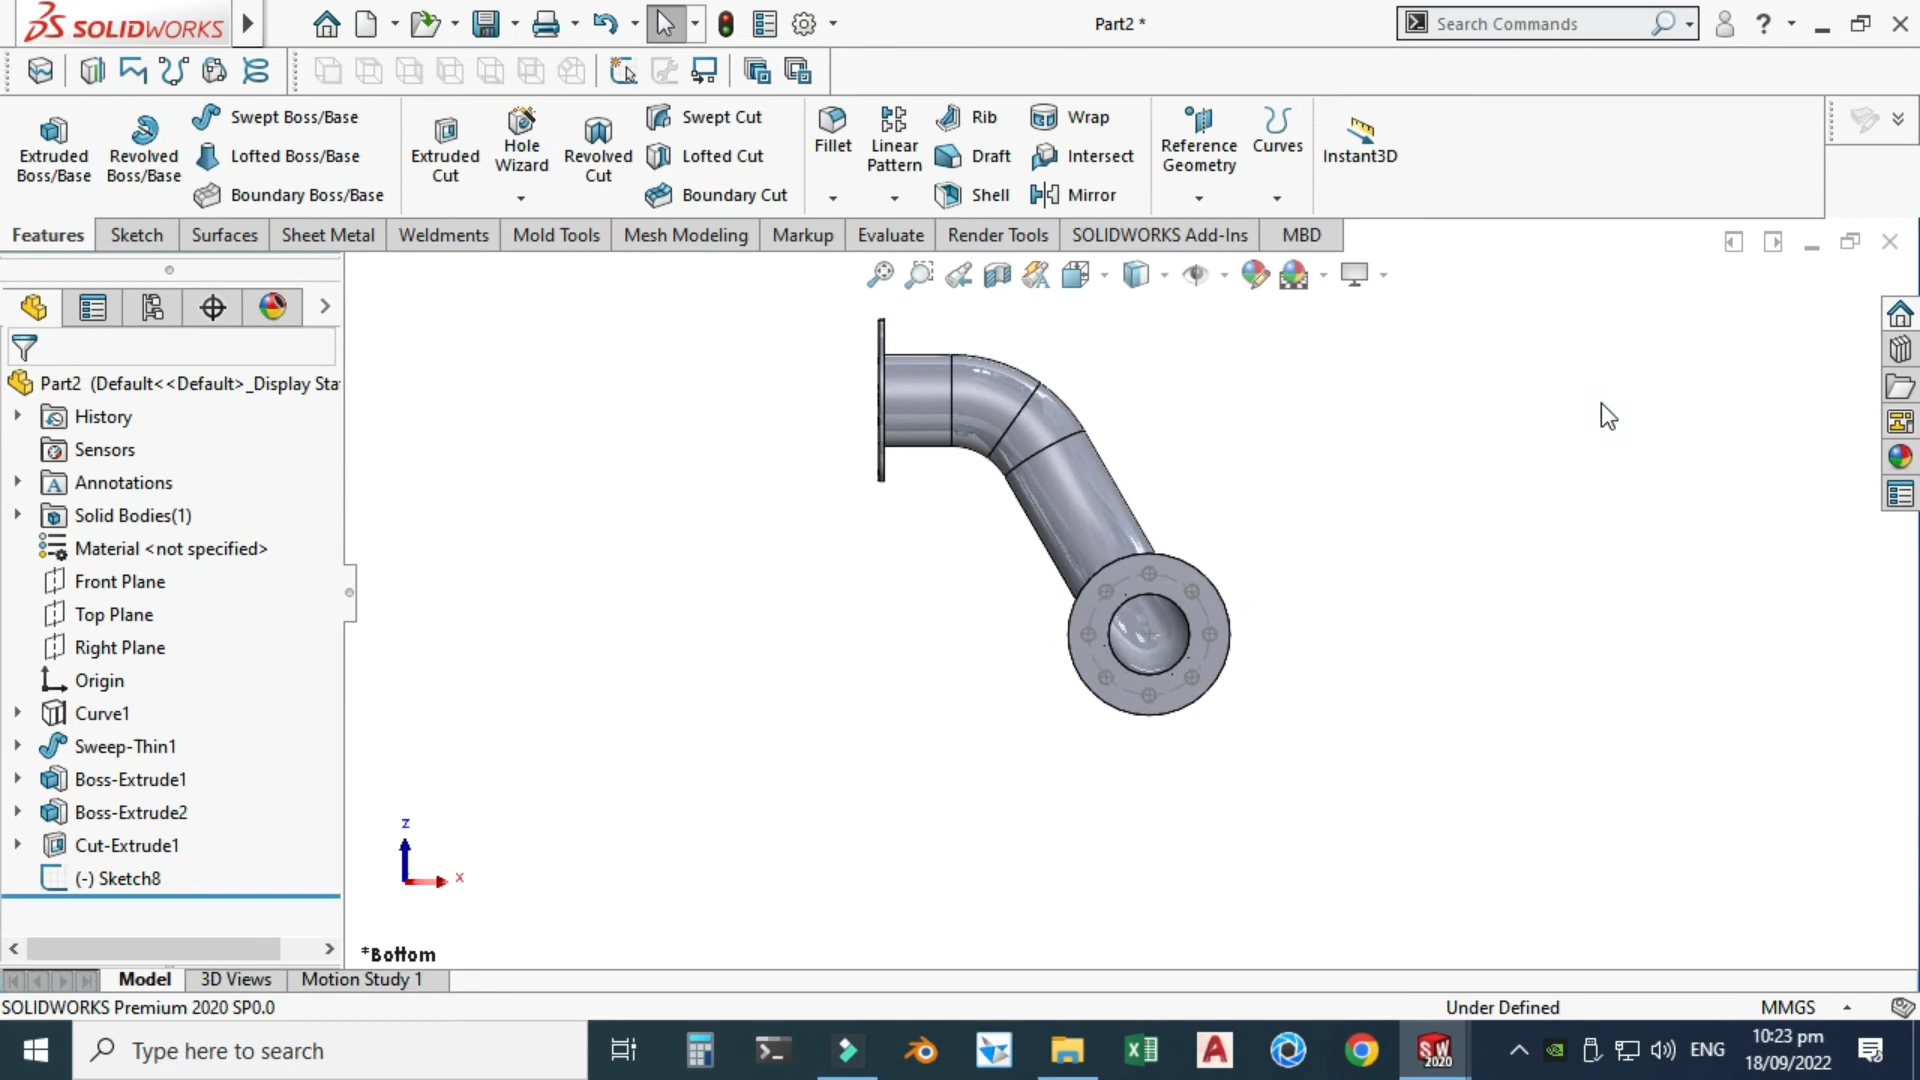 SOLIDWORKS
Part2 *
Search Commands
Extruded Boss/Base
Revolved Boss/Base
Swept Boss/Base
Lofted Boss/Base
Boundary Boss/Base
Extruded Cut
Hole Wizard
Revolved Cut
Swept Cut
Lofted Cut
Boundary Cut
Fillet
Linear Pattern
Rib
Draft
Shell
Wrap
Intersect
Mirror
Reference Geometry
Curves
Instant3D
Features
Sketch
Surfaces
Sheet Metal
Weldments
Mold Tools
Mesh Modeling
Markup
Evaluate
Render Tools
SOLIDWORKS Add-Ins
MBD
Part2 (Default<<Default>_Display Sta
History
Sensors
Annotations
Solid Bodies(1)
Material <not specified>
Front Plane
Top Plane
Right Plane
Origin
Curve1
Sweep-Thin1
Boss-Extrude1
Boss-Extrude2
Cut-Extrude1
(-) Sketch8
z
x
*Bottom
Model
3D Views
Motion Study 1
SOLIDWORKS Premium 2020 SP0.0
Under Defined
MMGS
Type here to search
SW
2020
ENG
10:23 pm
18/09/2022